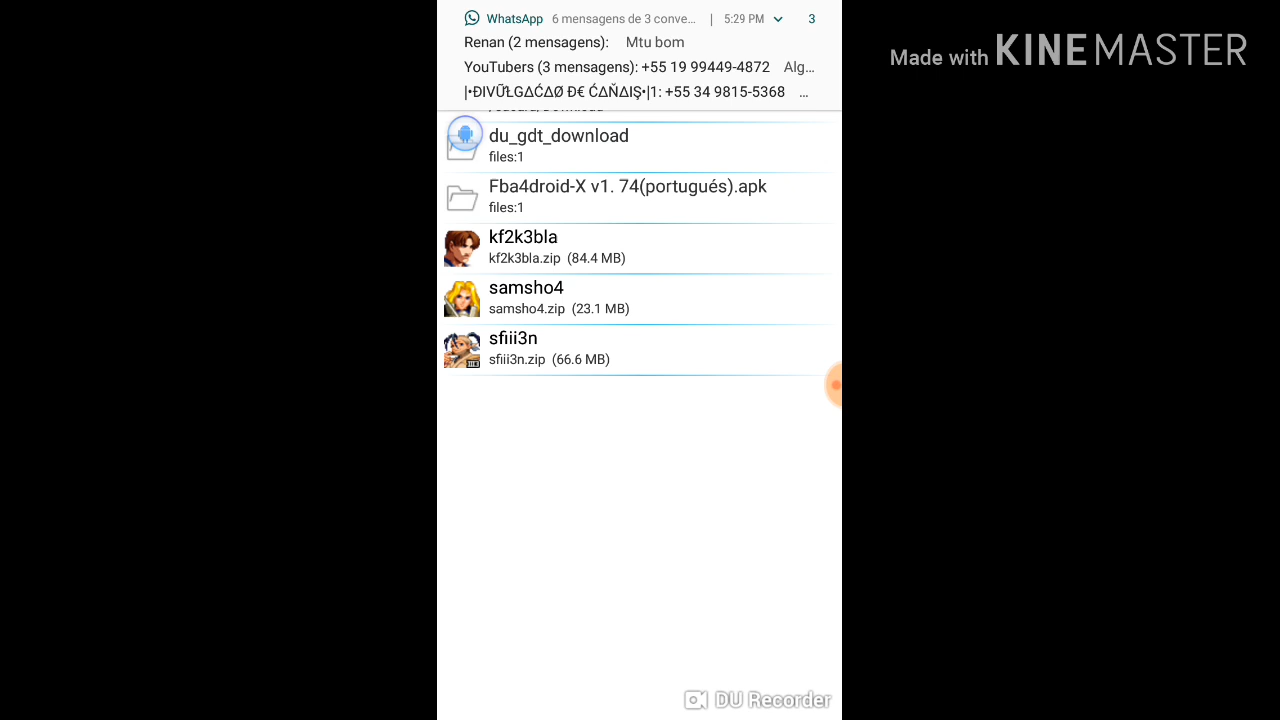 WhatsApp 6 mensagens de 3 conve... | 5:29 PM 3
Renan (2 mensagens): Mtu bom
YouTubers (3 mensagens): +55 19 99449-4872 Alg...
|•ĐIVŰŁGΔĆΔØ Đ€ ĆΔŇΔIŞ•|1: +55 34 9815-5368 ...
du_gdt_download
files:1
Fba4droid-X v1. 74(portugués).apk
files:1
kf2k3bla
kf2k3bla.zip (84.4 MB)
samsho4
samsho4.zip (23.1 MB)
sfiii3n
sfiii3n.zip (66.6 MB)
Made with KINEMASTER
DU Recorder